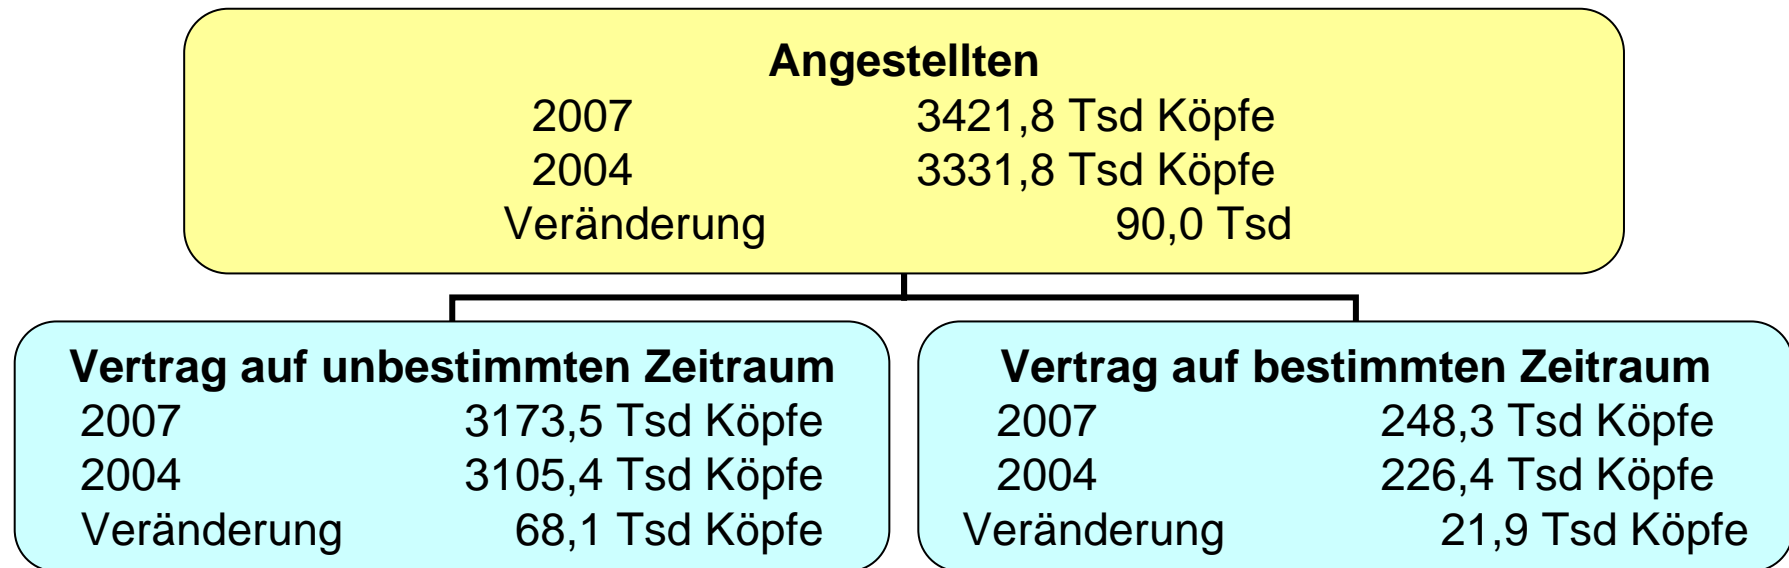 Angestellten
2007 3421,8 Tsd Köpfe
2004 3331,8 Tsd Köpfe
Veränderung 90,0 Tsd
Vertrag auf unbestimmten Zeitraum
2007 3173,5 Tsd Köpfe
2004 3105,4 Tsd Köpfe
Veränderung 68,1 Tsd Köpfe
Vertrag auf bestimmten Zeitraum
2007 248,3 Tsd Köpfe
2004 226,4 Tsd Köpfe
Veränderung 21,9 Tsd Köpfe